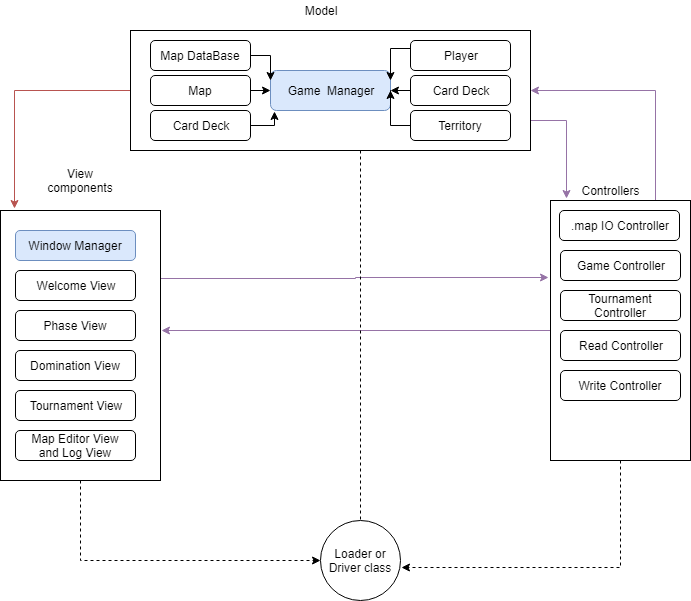 Model
Map DataBase
Map
Card Deck
Game  Manager
Player
Card Deck
Territory
View
components
Window Manager
Welcome View
Phase View
Domination View
Tournament View
Map Editor View
and Log View
Controllers
.map IO Controller
Game Controller
Tournament
Controller
Read Controller
Write Controller
Loader or
Driver class